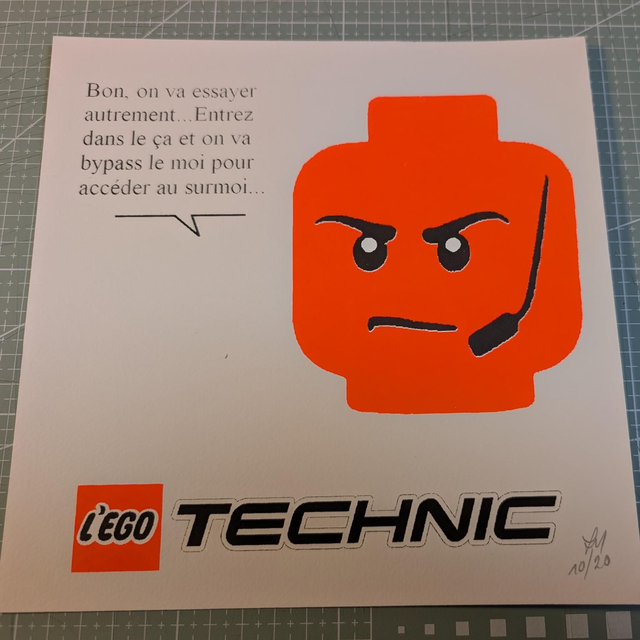 Bon, on va essayer
autrement...Entrez
dans le ça et on va
bypass le moi pour
accéder au surmoi...
L'EGO TECHNIC
10/20